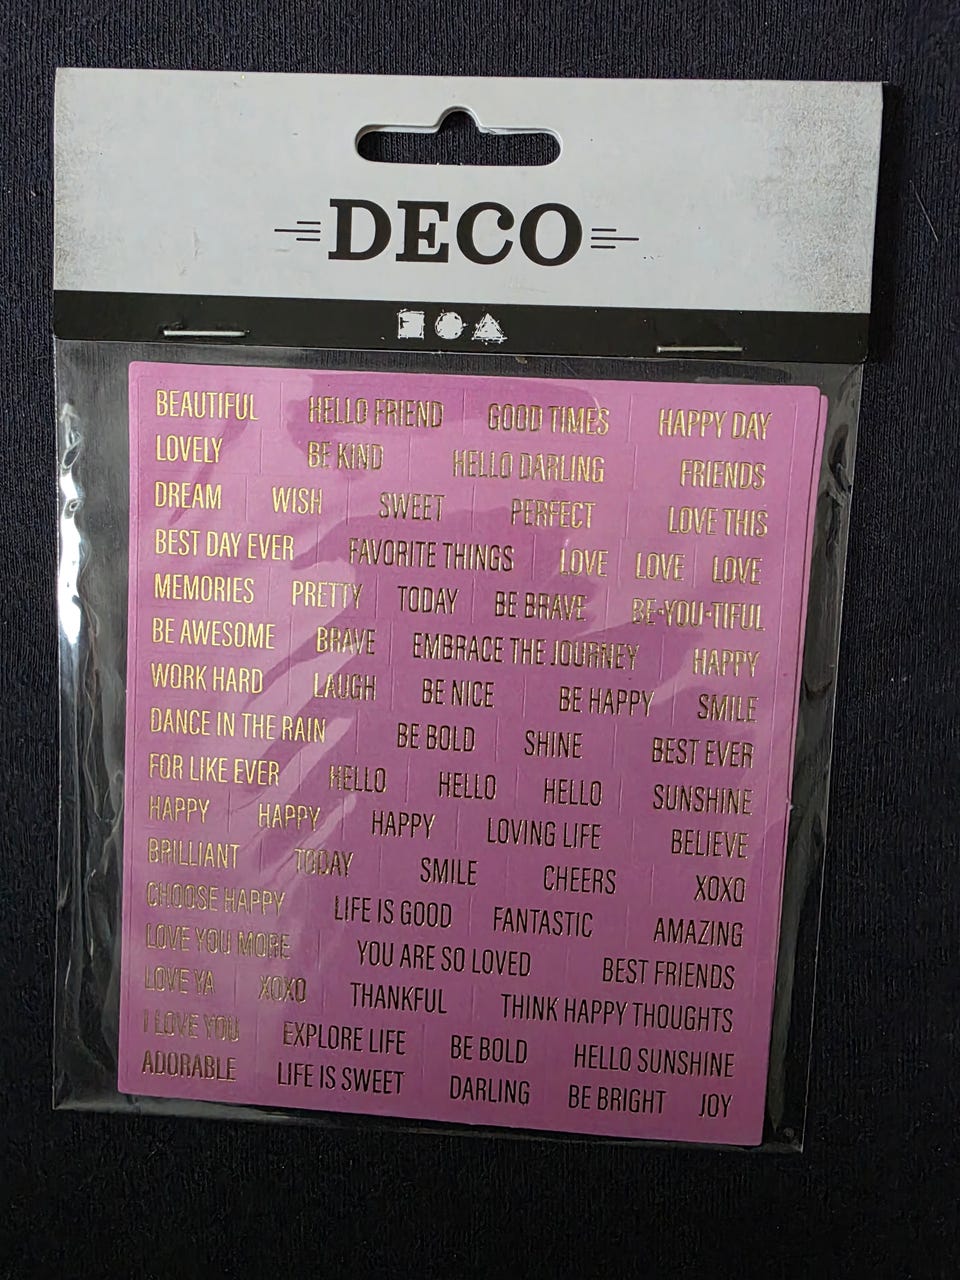 DECO
BEAUTIFUL HELLO FRIEND GOOD TIMES HAPPY DAY
LOVELY BE KIND HELLO DARLING FRIENDS
DREAM WISH SWEET PERFECT LOVE THIS
BEST DAY EVER FAVORITE THINGS LOVE LOVE LOVE
MEMORIES PRETTY TODAY BE BRAVE BE·YOU·TIFUL
BE AWESOME BRAVE EMBRACE THE JOURNEY HAPPY
WORK HARD LAUGH BE NICE BE HAPPY SMILE
DANCE IN THE RAIN BE BOLD SHINE BEST EVER
FOR LIKE EVER HELLO HELLO HELLO SUNSHINE
HAPPY HAPPY HAPPY LOVING LIFE BELIEVE
BRILLIANT TODAY SMILE CHEERS XOXO
CHOOSE HAPPY LIFE IS GOOD FANTASTIC AMAZING
LOVE YOU MORE YOU ARE SO LOVED BEST FRIENDS
LOVE YA XOXO THANKFUL THINK HAPPY THOUGHTS
I LOVE YOU EXPLORE LIFE BE BOLD HELLO SUNSHINE
ADORABLE LIFE IS SWEET DARLING BE BRIGHT JOY